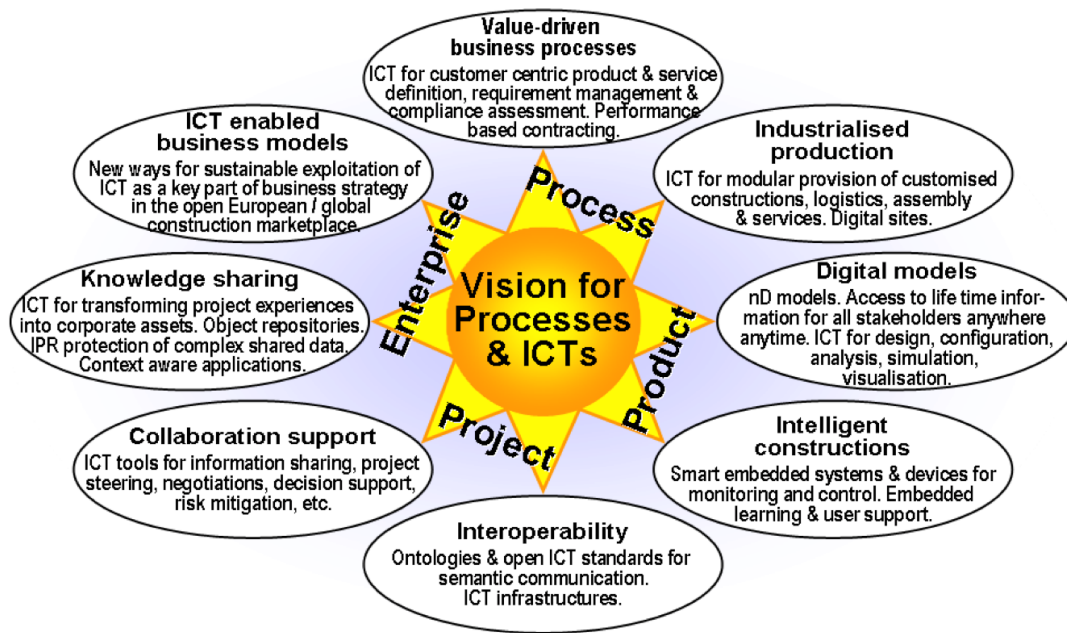 Value-driven
business processes
ICT for customer centric product & service
definition, requirement management &
compliance assessment. Performance
based contracting.
Industrialised
production
ICT for modular provision of customised
constructions, logistics, assembly
& services. Digital sites.
Digital models
nD models. Access to life time infor-
mation for all stakeholders anywhere
anytime. ICT for design, configuration,
analysis, simulation,
visualisation.
Intelligent
constructions
Smart embedded systems & devices for
monitoring and control. Embedded
learning & user support.
Interoperability
Ontologies & open ICT standards for
semantic communication.
ICT infrastructures.
Collaboration support
ICT tools for information sharing, project
steering, negotiations, decision support,
risk mitigation, etc.
Knowledge sharing
ICT for transforming project experiences
into corporate assets. Object repositories.
IPR protection of complex shared data.
Context aware applications.
ICT enabled
business models
New ways for sustainable exploitation of
ICT as a key part of business strategy
in the open European / global
construction marketplace.
Process
Product
Project
Enterprise
Vision for
Processes
& ICTs